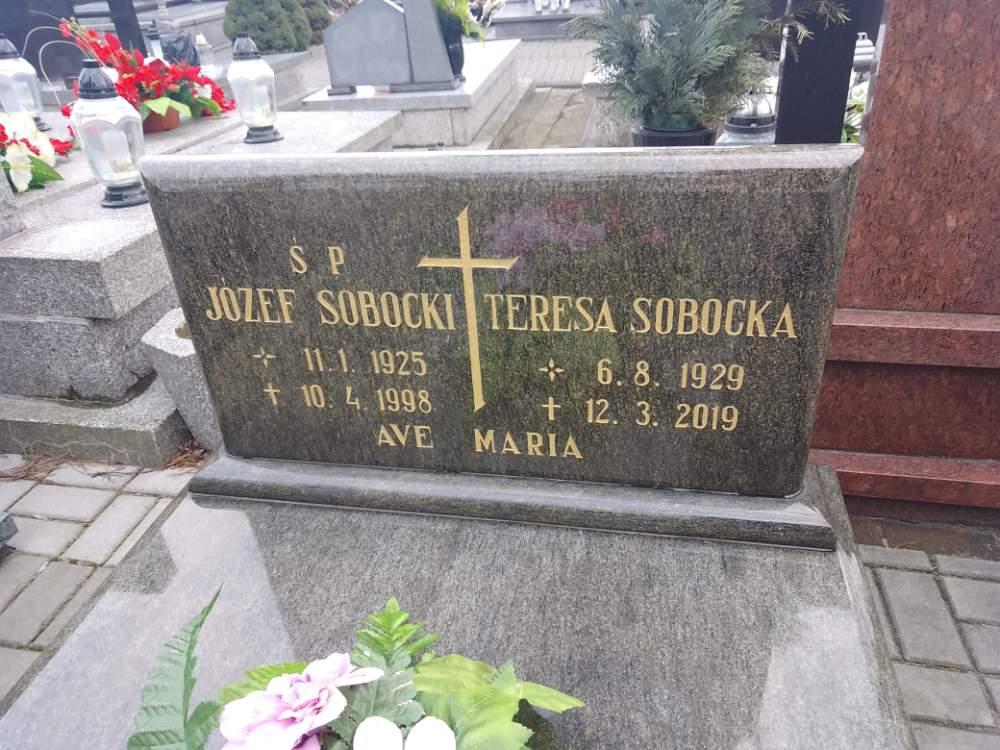 Ś P
JÓZEF SOBOCKI TERESA SOBOCKA
11. 1. 1925 6. 8. 1929
10. 4. 1998 12. 3. 2019
AVE MARIA